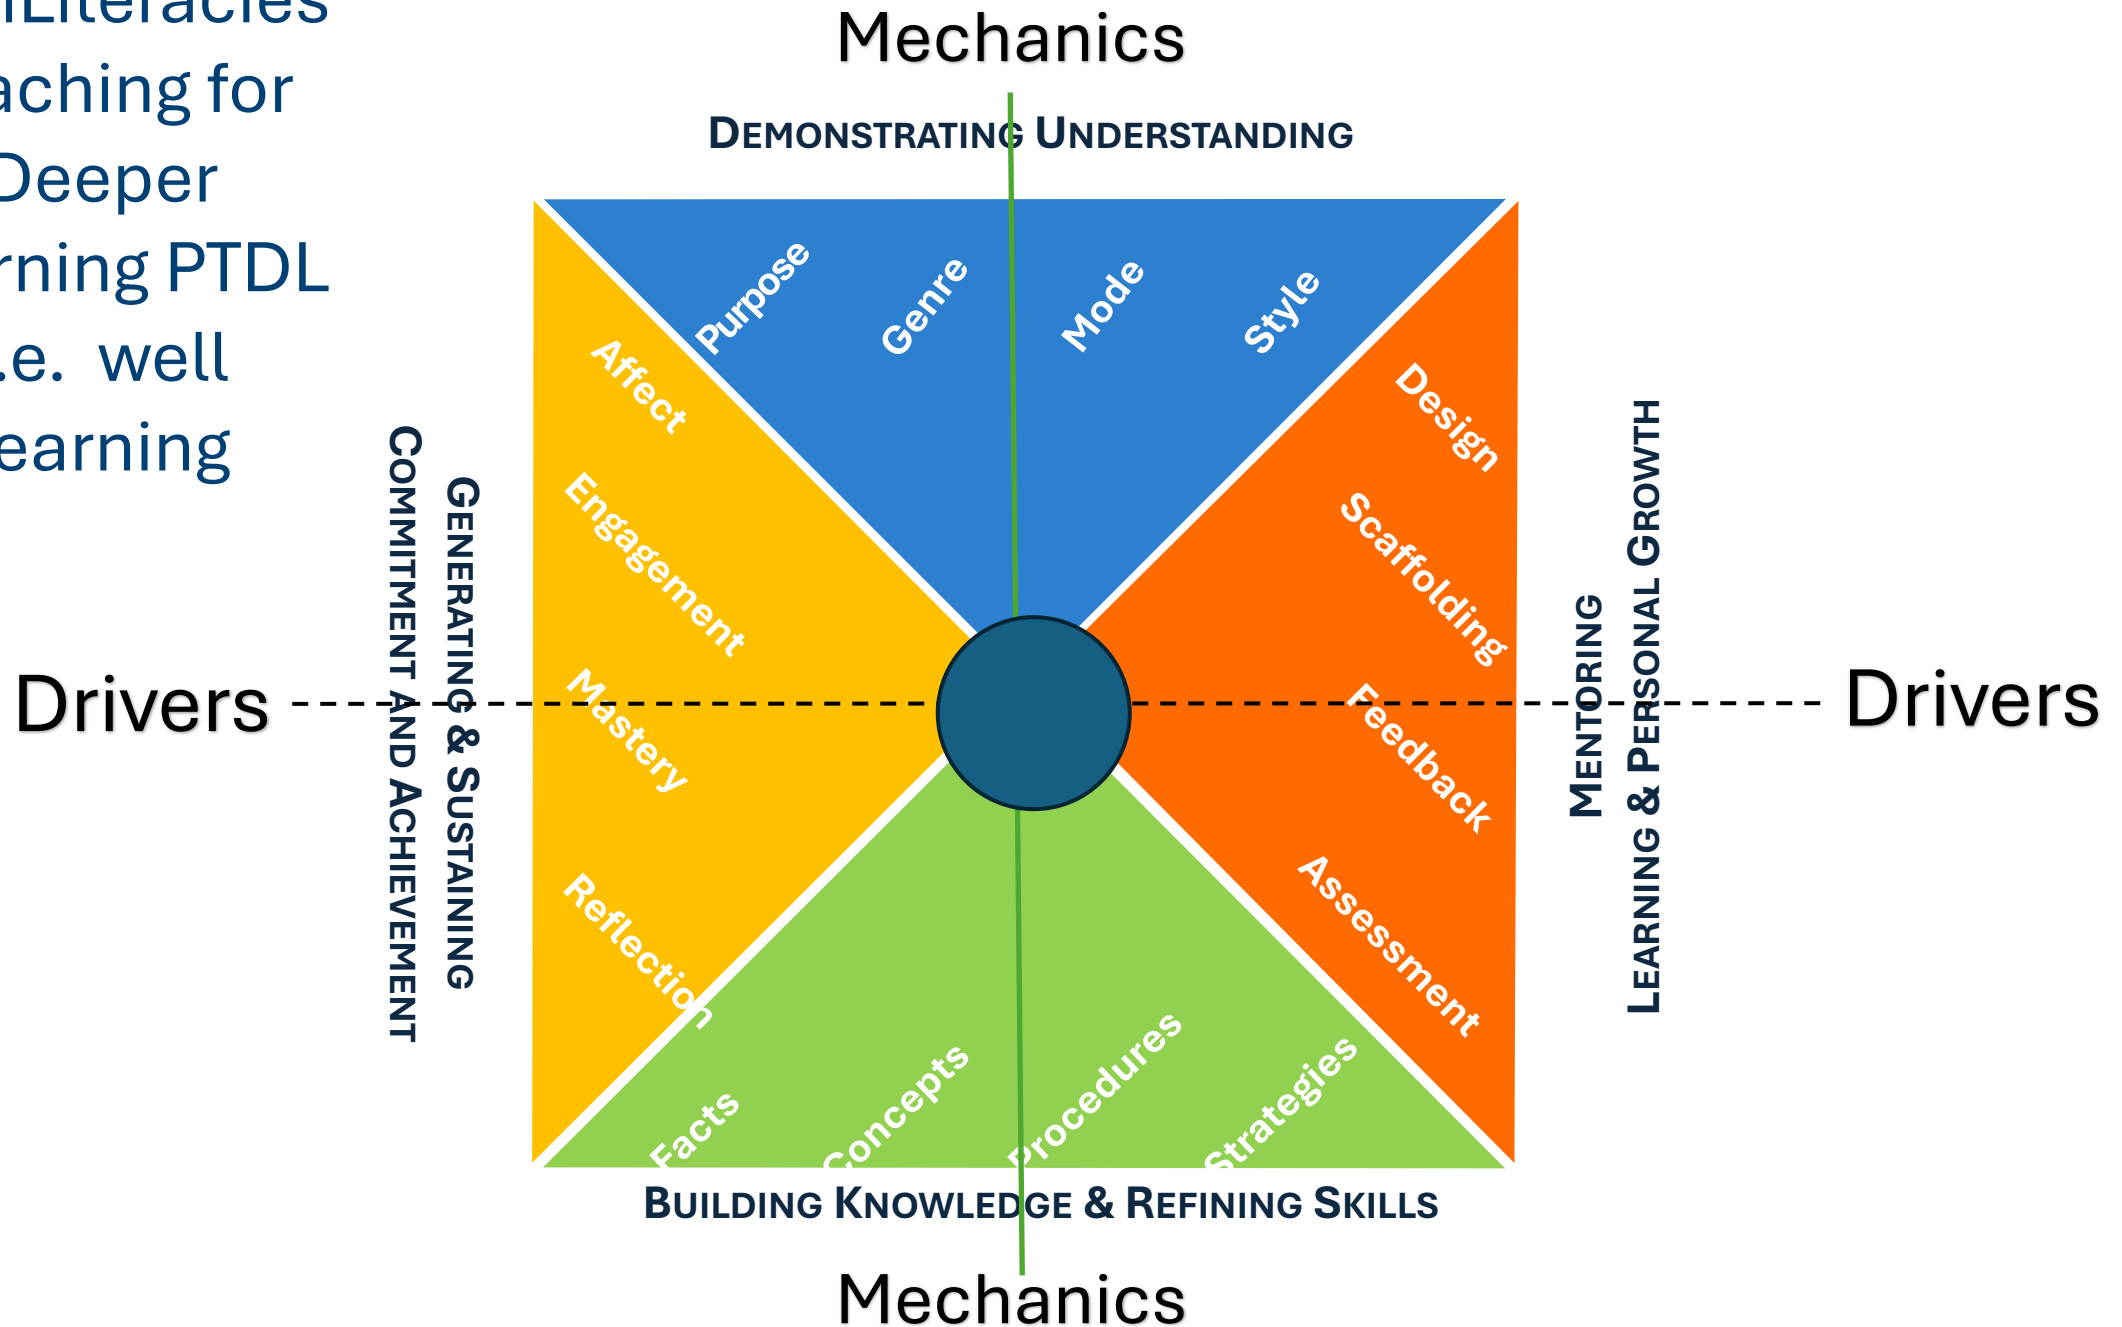 iLiteracies
aching for
Deeper
rning PTDL
.e. well
earning
Mechanics
DEMONSTRATING UNDERSTANDING
Purpose
Genre
Mode
Style
Affect
Engagement
Mastery
Reflection
Design
Scaffolding
Feedback
Assessment
Facts
Concepts
Procedures
Strategies
GENERATING & SUSTAINING
COMMITMENT AND ACHIEVEMENT
MENTORING
LEARNING & PERSONAL GROWTH
Drivers
Drivers
BUILDING KNOWLEDGE & REFINING SKILLS
Mechanics